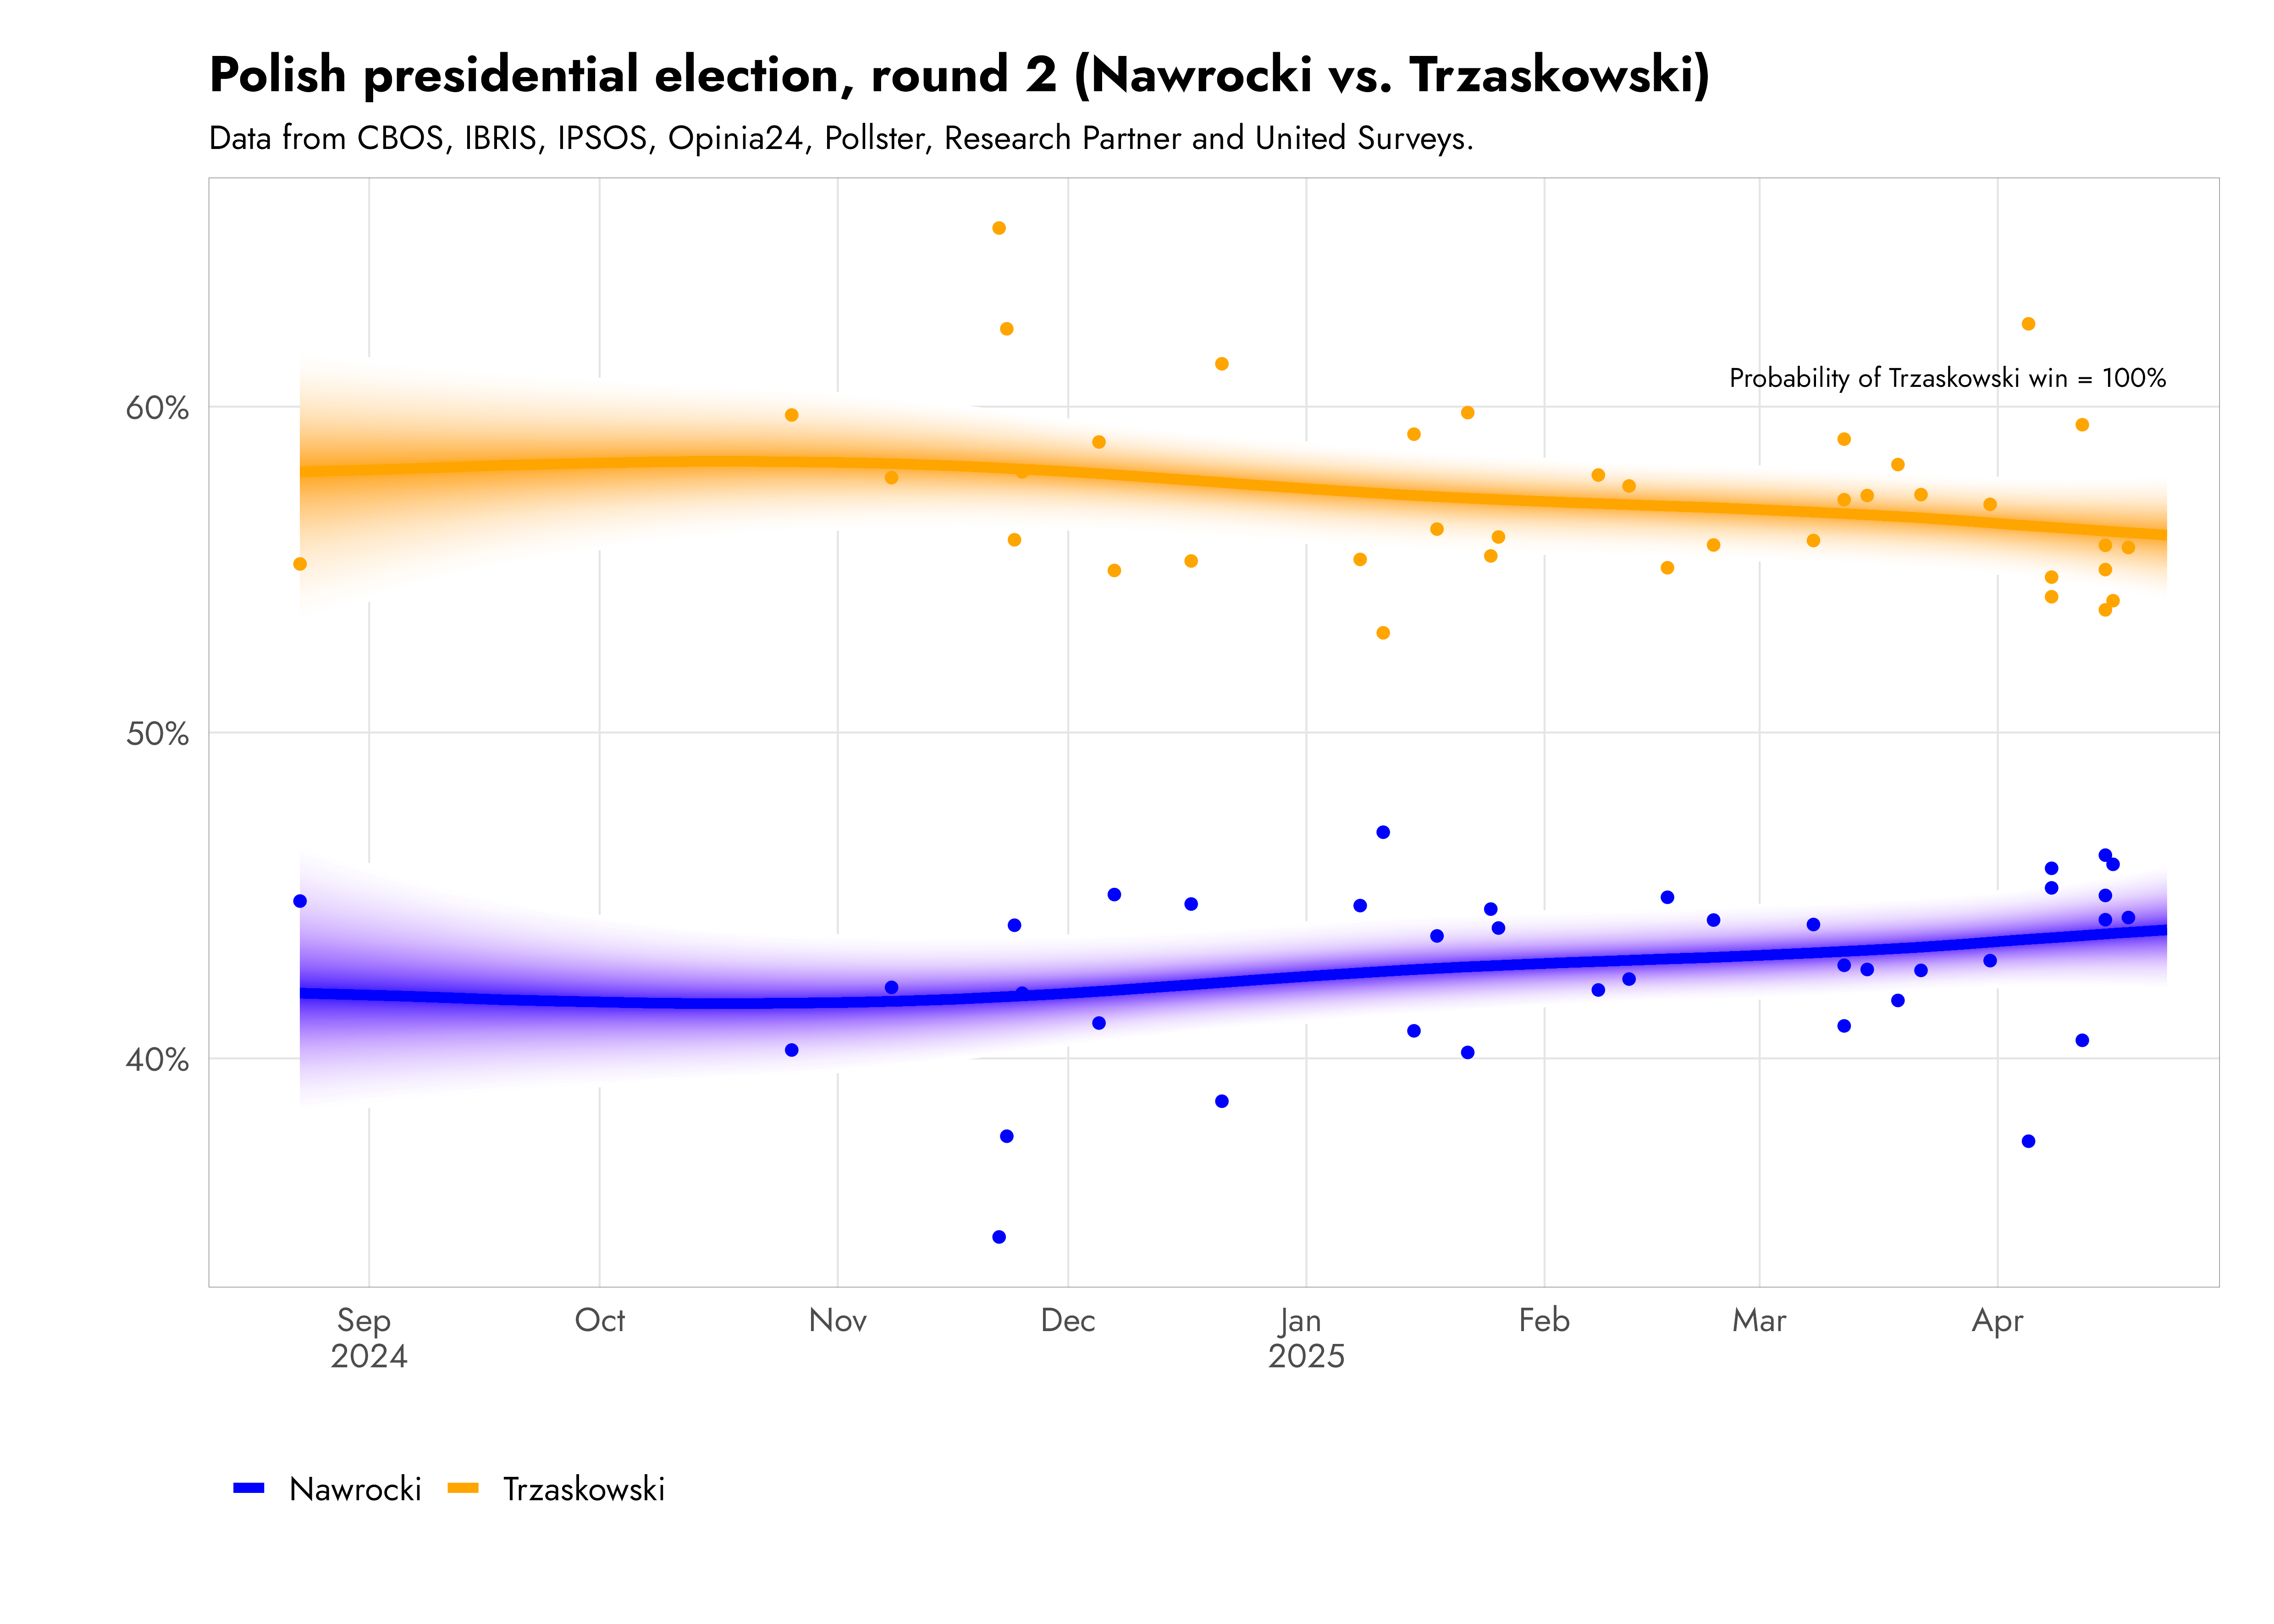 Polish presidential election, round 2 (Nawrocki vs. Trzaskowski)
Data from CBOS, IBRIS, IPSOS, Opinia24, Pollster, Research Partner and United Surveys.
Probability of Trzaskowski win = 100%
60%
50%
40%
Sep Oct Nov Dec Jan Feb Mar Apr
2024 2025
Nawrocki Trzaskowski